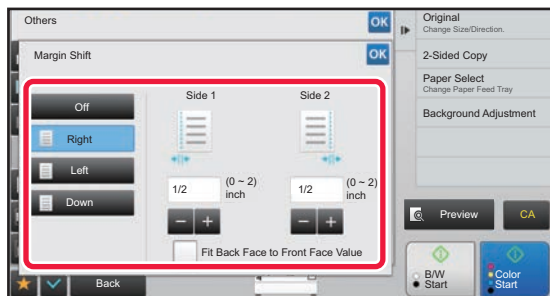 Others
OK
Margin Shift
OK
Off
Right
Left
Down
Side 1
Side 2
1/2
(0 ~ 2)
inch
1/2
(0 ~ 2)
inch
− +
− +
Fit Back Face to Front Face Value
Back
Original
Change Size/Direction.
2-Sided Copy
Paper Select
Change Paper Feed Tray
Background Adjustment
Preview
CA
B/W
Start
Color
Start